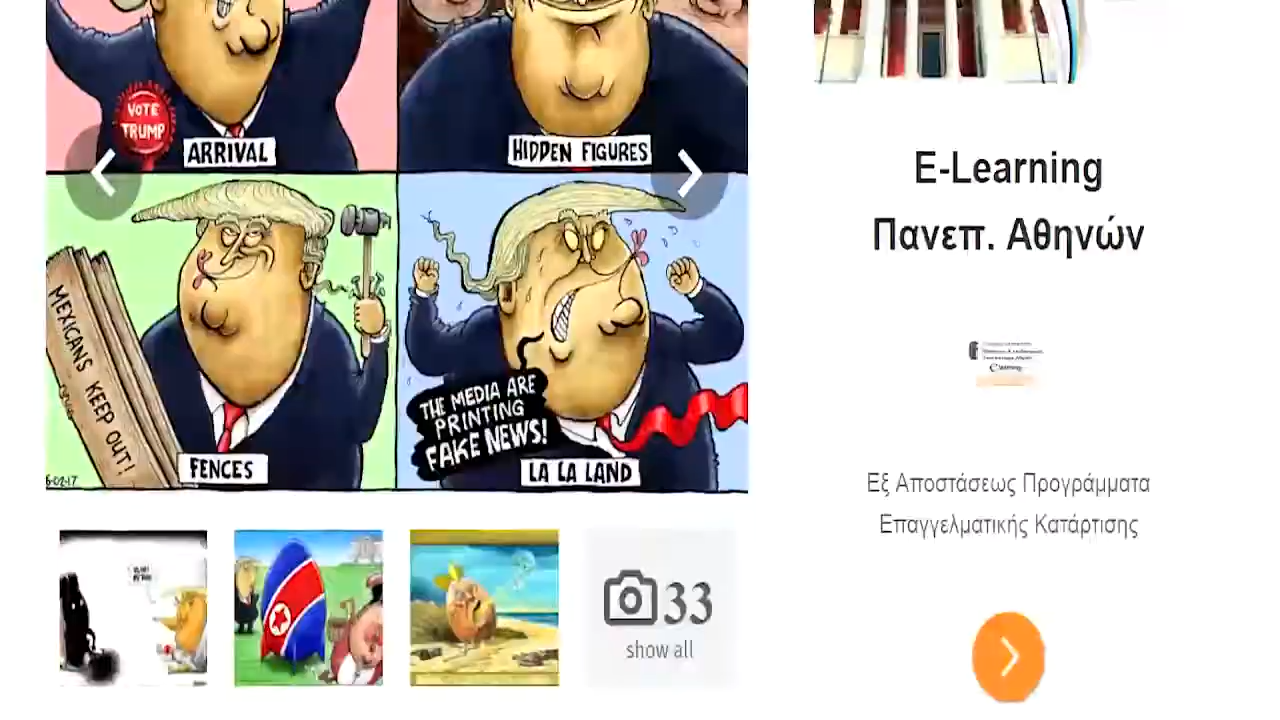 VOTE
TRUMP
ARRIVAL
HIDDEN FIGURES
MEXICANS KEEP OUT!
FENCES
THE MEDIA ARE
PRINTING
FAKE NEWS!
LA LA LAND
33
show all
E-Learning
Πανεπ. Αθηνών
Εξ Αποστάσεως Προγράμματα
Επαγγελματικής Κατάρτισης